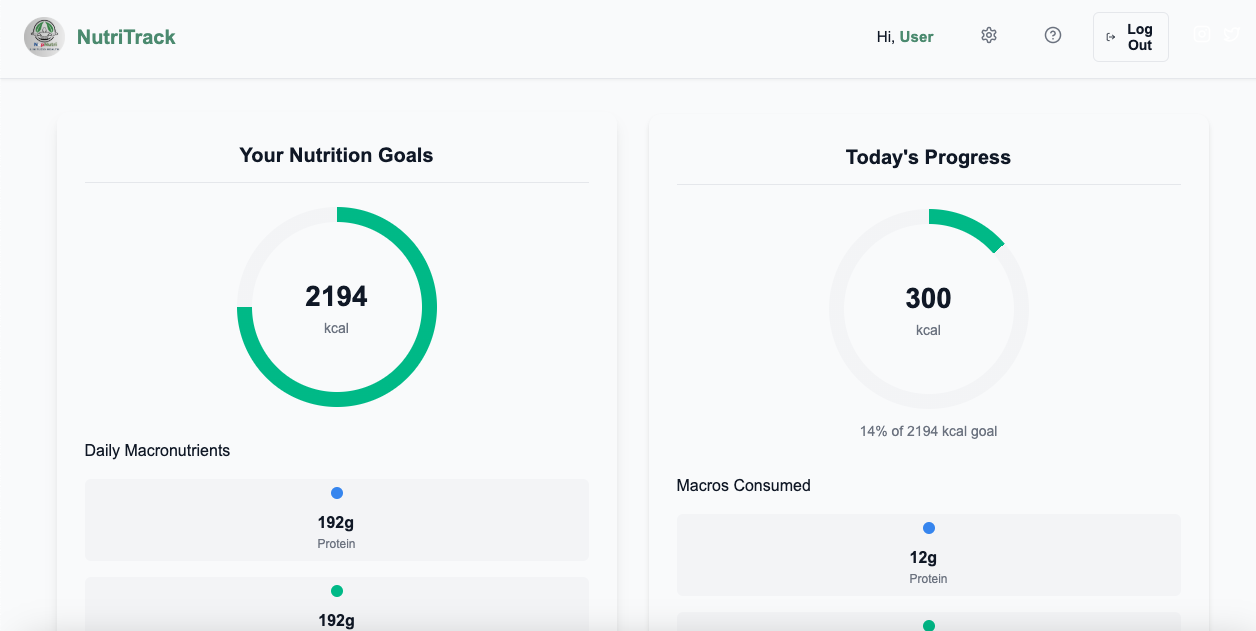 NutriTrack
Hi, User
Log
Out
Your Nutrition Goals
2194
kcal
Daily Macronutrients
192g
Protein
192g
Today's Progress
300
kcal
14% of 2194 kcal goal
Macros Consumed
12g
Protein